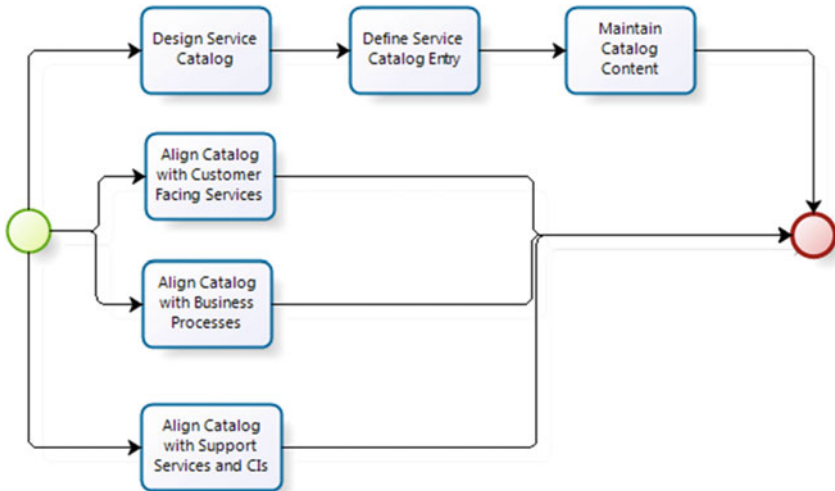 Design Service
Catalog
Define Service
Catalog Entry
Maintain
Catalog
Content
Align Catalog
with Customer
Facing Services
Align Catalog
with Business
Processes
Align Catalog
with Support
Services and CIs